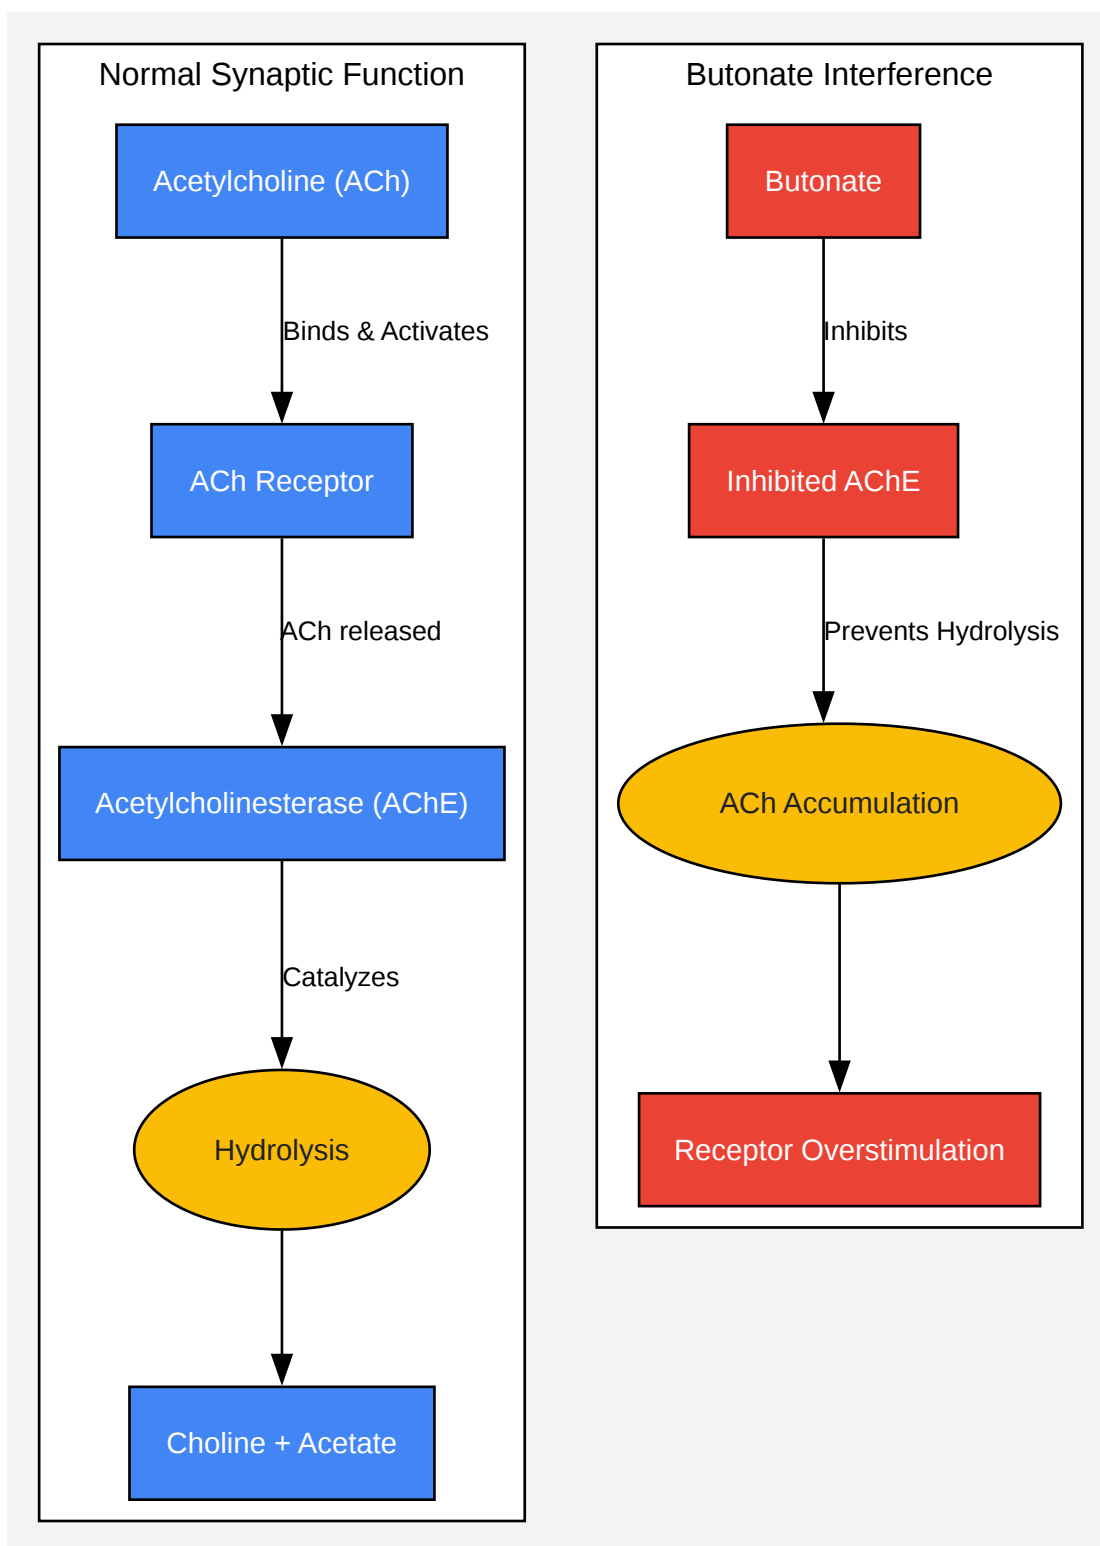 Normal Synaptic Function
Acetylcholine (ACh)
Binds & Activates
ACh Receptor
ACh released
Acetylcholinesterase (AChE)
Catalyzes
Hydrolysis
Choline + Acetate
Butonate Interference
Butonate
Inhibits
Inhibited AChE
Prevents Hydrolysis
ACh Accumulation
Receptor Overstimulation